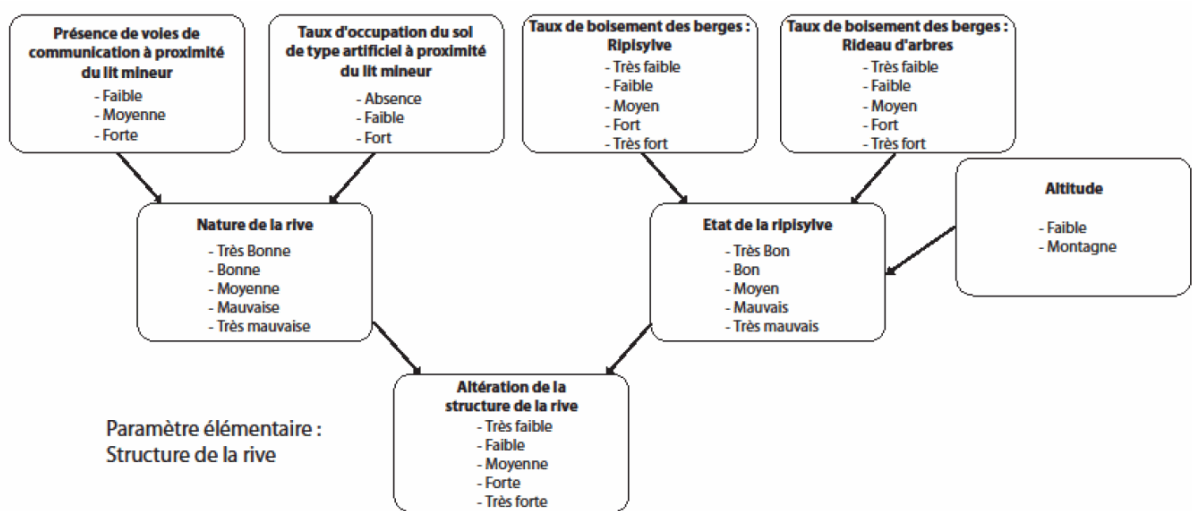 Présence de voies de
communication à proximité
du lit mineur
- Faible
- Moyenne
- Forte
Taux d'occupation du sol
de type artificiel à proximité
du lit mineur
- Absence
- Faible
- Fort
Taux de boisement des berges :
Ripisylve
- Très faible
- Faible
- Moyen
- Fort
- Très fort
Taux de boisement des berges :
Rideau d'arbres
- Très faible
- Faible
- Moyen
- Fort
- Très fort
Altitude
- Faible
- Montagne
Nature de la rive
- Très Bonne
- Bonne
- Moyenne
- Mauvaise
- Très mauvaise
Etat de la ripisylve
- Très Bon
- Bon
- Moyen
- Mauvais
- Très mauvais
Altération de la
structure de la rive
- Très faible
- Faible
- Moyenne
- Forte
- Très forte
Paramètre élémentaire :
Structure de la rive